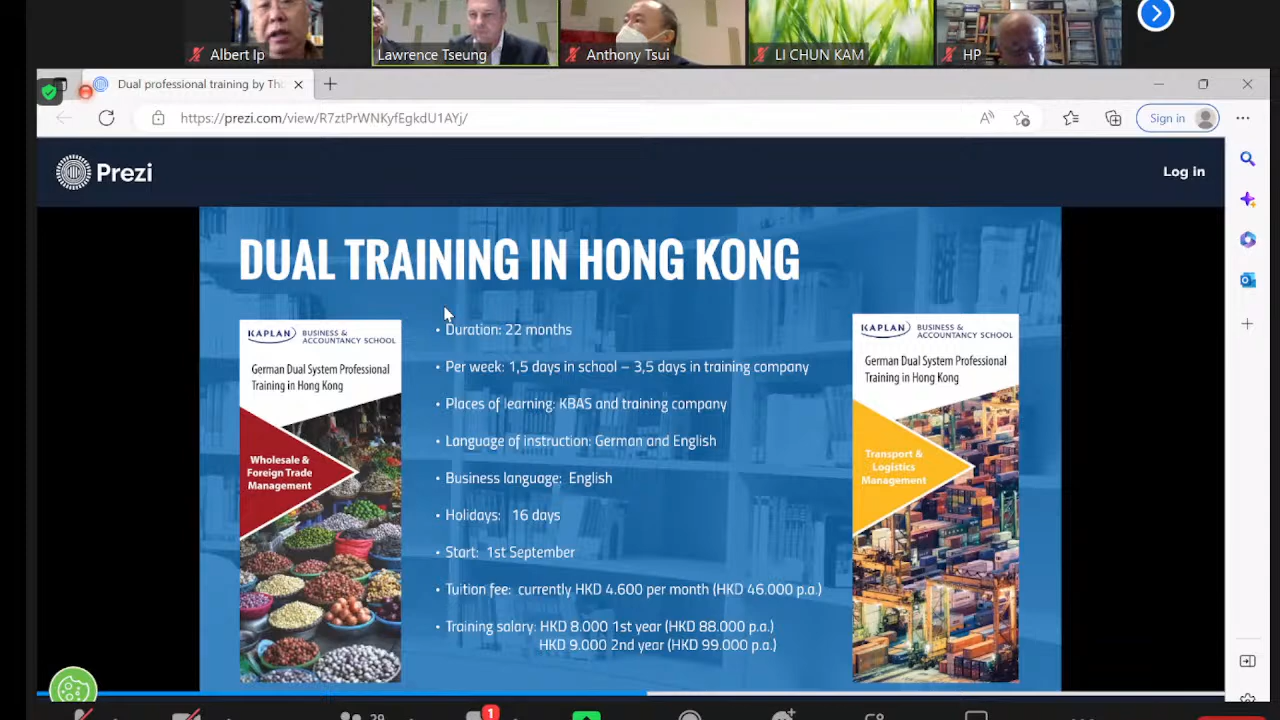 Albert Ip
Lawrence Tseung
Anthony Tsui
LI CHUN KAM
HP
Dual professional training by Th
https://prezi.com/view/R7ztPrWNKyfEgkdU1AYj/
Sign in
Prezi
Log in
DUAL TRAINING IN HONG KONG
KAPLAN BUSINESS & ACCOUNTANCY SCHOOL
German Dual System Professional
Training in Hong Kong
Wholesale &
Foreign Trade
Management
• Duration: 22 months
• Per week: 1,5 days in school – 3,5 days in training company
• Places of learning: KBAS and training company
• Language of instruction: German and English
• Business language: English
• Holidays: 16 days
• Start: 1st September
• Tuition fee: currently HKD 4.600 per month (HKD 46.000 p.a.)
• Training salary: HKD 8.000 1st year (HKD 88.000 p.a.)
HKD 9.000 2nd year (HKD 99.000 p.a.)
KAPLAN BUSINESS & ACCOUNTANCY SCHOOL
German Dual System Professional
Training in Hong Kong
Transport &
Logistics
Management
1